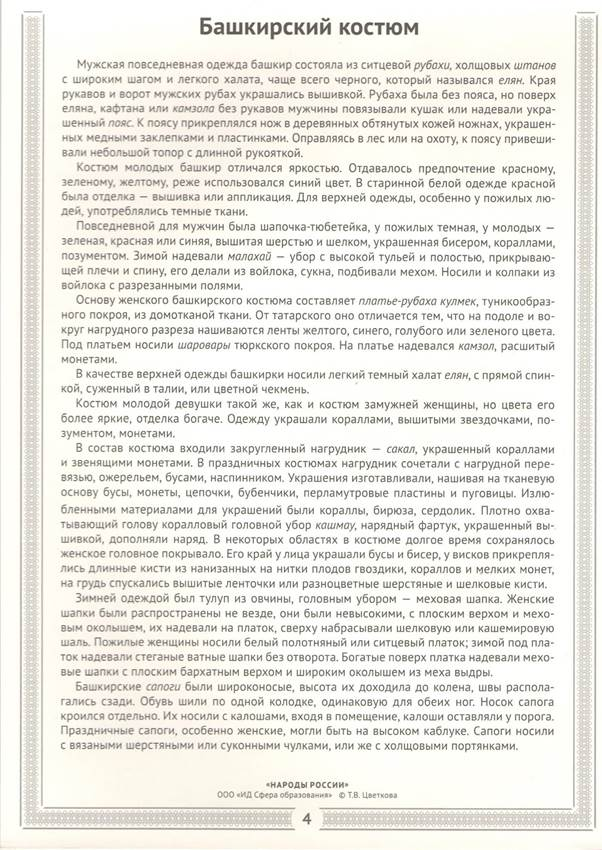 Башкирский костюм
Мужская повседневная одежда башкир состояла из ситцевой рубахи, холщовых штанов
с широким шагом и легкого халата, чаще всего черного, который назывался елян. Края
рукавов и ворот мужских рубах украшались вышивкой. Рубаха была без пояса, но поверх
еляна, кафтана или камзола без рукавов мужчины повязывали кушак или надевали укра-
шенный пояс. К поясу прикреплялся нож в деревянных обтянутых кожей ножнах, украшен-
ных медными заклепками и пластинками. Оправляясь в лес или на охоту, к поясу привеши-
вали небольшой топор с длинной рукояткой.
Костюм молодых башкир отличался яркостью. Отдавалось предпочтение красному,
зеленому, желтому, реже использовался синий цвет. В старинной белой одежде красной
была отделка — вышивка или аппликация. Для верхней одежды, особенно у пожилых лю-
дей, употреблялись темные ткани.
Повседневной для мужчин была шапочка-тюбетейка, у пожилых темная, у молодых —
зеленая, красная или синяя, вышитая шерстью и шелком, украшенная бисером, кораллами,
позументом. Зимой надевали малахай — убор с высокой тульей и полостью, прикрываю-
щей плечи и спину, его делали из войлока, сукна, подбивали мехом. Носили и колпаки из
войлока с разрезанными полями.
Основу женского башкирского костюма составляет платье-рубаха кулмек, туникообраз-
ного покроя, из домотканой ткани. От татарского оно отличается тем, что на подоле и во-
круг нагрудного разреза нашиваются ленты желтого, синего, голубого или зеленого цвета.
Под платьем носили шаровары тюркского покроя. На платье надевался камзол, расшитый
монетами.
В качестве верхней одежды башкирки носили легкий темный халат елян, с прямой спин-
кой, суженный в талии, или цветной чекмень.
Костюм молодой девушки такой же, как и костюм замужней женщины, но цвета его
более яркие, отделка богаче. Одежду украшали кораллами, вышитыми звездочками, по-
зументом, монетами.
В состав костюма входили закругленный нагрудник — сакал, украшенный кораллами
и звенящими монетами. В праздничных костюмах нагрудник сочетали с нагрудной пере-
вязью, ожерельем, бусами, наспинником. Украшения изготавливали, нашивая на тканевую
основу бусы, монеты, цепочки, бубенчики, перламутровые пластины и пуговицы. Излю-
бленными материалами для украшений были кораллы, бирюза, сердолик. Плотно охва-
тывающий голову коралловый головной убор кашмау, нарядный фартук, украшенный вы-
шивкой, дополняли наряд. В некоторых областях в костюме долгое время сохранялось
женское головное покрывало. Его край у лица украшали бусы и бисер, у висков прикрепля-
лись длинные кисти из нанизанных на нитки плодов гвоздики, кораллов и мелких монет,
на грудь спускались вышитые ленточки или разноцветные шерстяные и шелковые кисти.
Зимней одеждой был тулуп из овчины, головным убором — меховая шапка. Женские
шапки были распространены не везде, они были невысокими, с плоским верхом и мехо-
вым околышем, их надевали на платок, сверху набрасывали шелковую или кашемировую
шаль. Пожилые женщины носили белый полотняный или ситцевый платок; зимой под пла-
ток надевали стеганые ватные шапки без отворота. Богатые поверх платка надевали мехо-
вые шапки с плоским бархатным верхом и широким околышем из меха выдры.
Башкирские сапоги были широконосые, высота их доходила до колена, швы распола-
гались сзади. Обувь шили по одной колодке, одинаковую для обеих ног. Носок сапога
кроился отдельно. Их носили с калошами, входя в помещение, калоши оставляли у порога.
Праздничные сапоги, особенно женские, могли быть на высоком каблуке. Сапоги носили
с вязаными шерстяными или суконными чулками, или же с холщовыми портянками.
«НАРОДЫ РОССИИ»
ООО «ИД Сфера образования» © Т.В. Цветкова
4